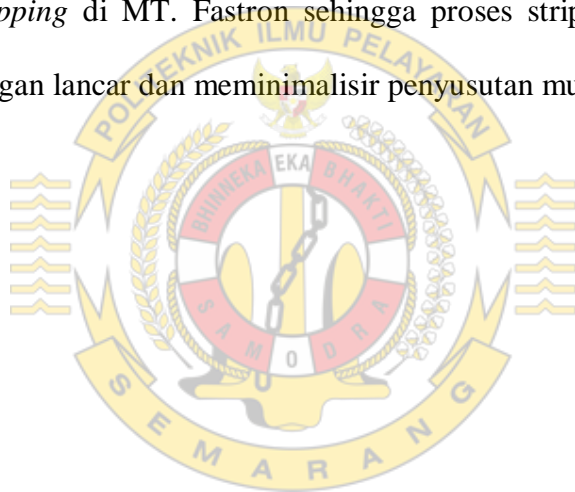 pping di MT. Fastron sehingga proses strip
gan lancar dan meminimalisir penyusutan mu
POLITEKNIK ILMU PELAYARAN
BHINNEKA EKA BHAKTI
SAMODRA
SEMARANG